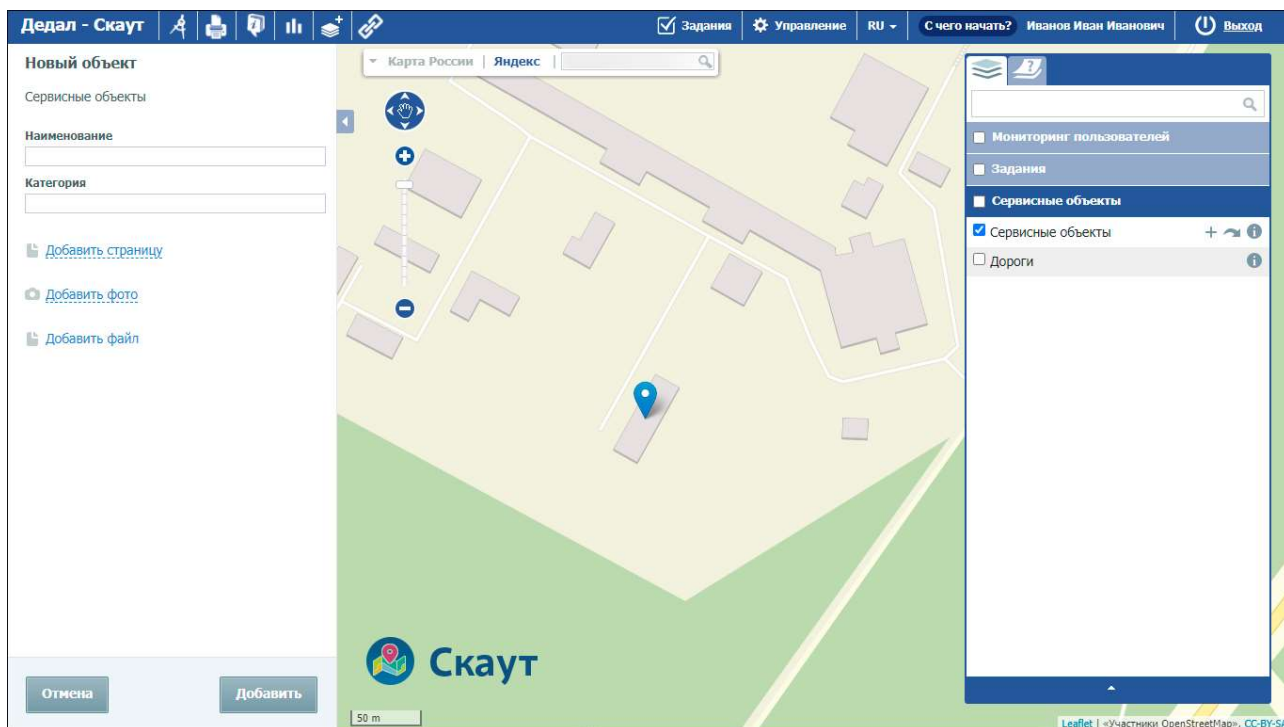 Дедал - Скаут
Задания
Управление
RU
С чего начать?
Иванов Иван Иванович
Выход
Новый объект
Сервисные объекты
Наименование
Категория
Добавить страницу
Добавить фото
Добавить файл
Отмена
Добавить
Карта России | Яндекс |
Мониторинг пользователей
Задания
Сервисные объекты
Сервисные объекты
Дороги
Скаут
50 m
Leaflet | «Участники OpenStreetMap», CC-BY-SA